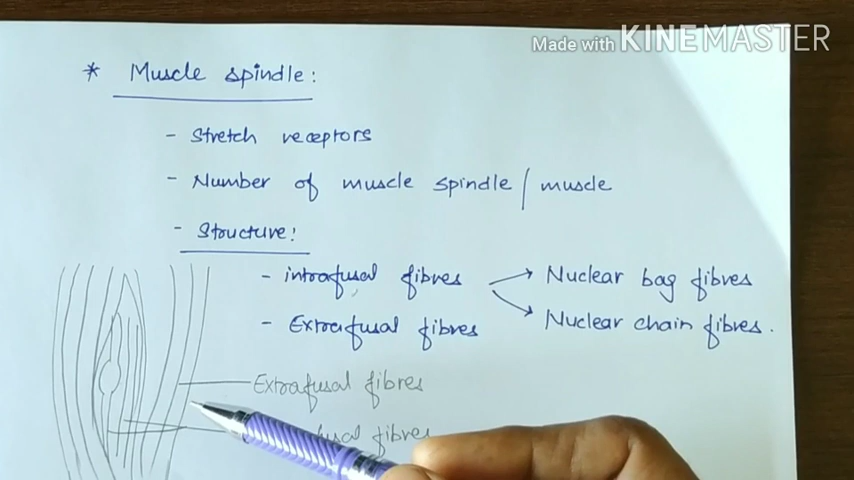 Made with KINEMASTER
* Muscle spindle:
- Stretch receptors
- Number of muscle spindle / muscle
- Structure:
- intrafusal fibres → Nuclear bag fibres
→ Nuclear chain fibres.
- Extrafusal fibres
Extrafusal fibres
fibres